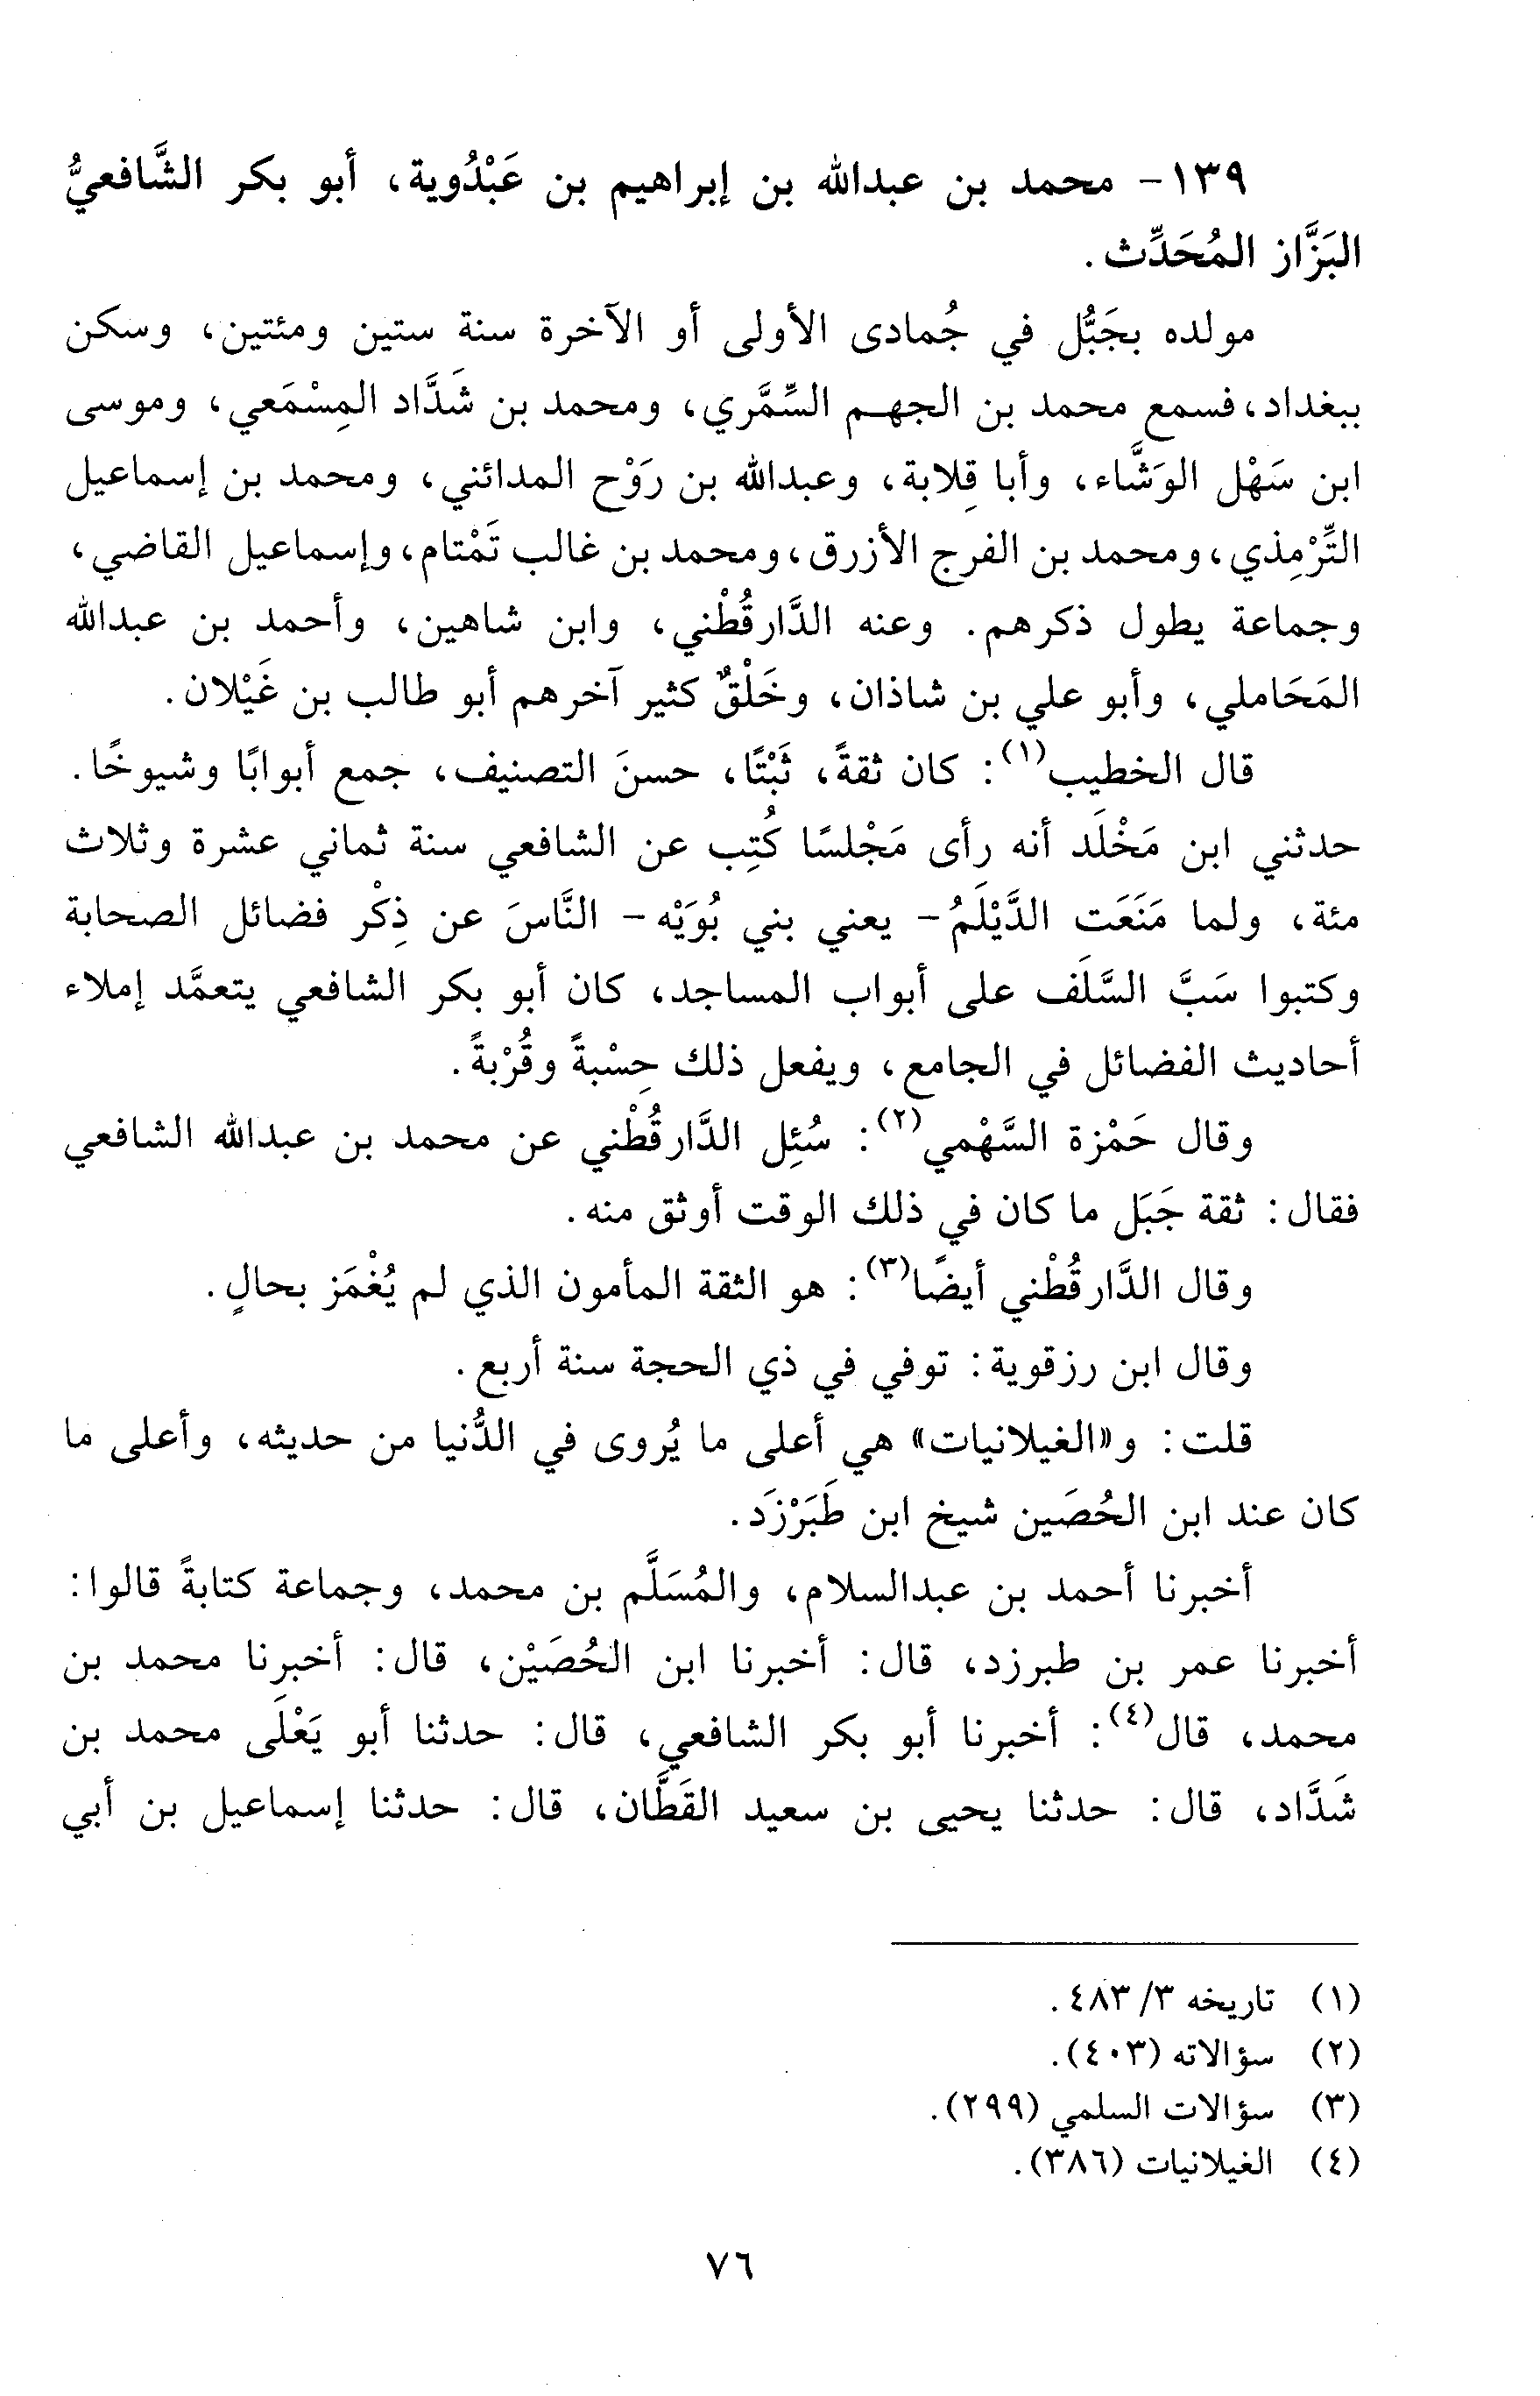 ١٣٩- محمد بن عبدالله بن إبراهيم بن عَبْدُوية، أبو بكر الشَّافعيُّ
البَزَّاز المُحَدِّث.
مولده بجَبُّل في جُمادى الأولى أو الآخرة سنة ستين ومئتين، وسكن
ببغداد، فسمع محمد بن الجهم السِّمَّري، ومحمد بن شَدَّاد المِسْمَعي، وموسى
ابن سَهْل الوَشَّاء، وأبا قِلابة، وعبدالله بن رَوْح المدائني، ومحمد بن إسماعيل
التِّرْمِذي، ومحمد بن الفرج الأزرق، ومحمد بن غالب تَمْتام، وإسماعيل القاضي،
وجماعة يطول ذكرهم. وعنه الدَّارقُطْني، وابن شاهين، وأحمد بن عبدالله
المَحَاملي، وأبو علي بن شاذان، وخَلْقٌ كثير آخرهم أبو طالب بن غَيْلان.
قال الخطيب(١): كان ثقةً، ثَبْتًا، حسنَ التصنيف، جمع أبوابًا وشيوخًا.
حدثني ابن مَخْلَد أنه رأى مَجْلسًا كُتِب عن الشافعي سنة ثماني عشرة وثلاث
مئة، ولما مَنَعَت الدَّيْلَمُ- يعني بني بُوَيْه- النَّاسَ عن ذِكْر فضائل الصحابة
وكتبوا سَبَّ السَّلَف على أبواب المساجد، كان أبو بكر الشافعي يتعمَّد إملاء
أحاديث الفضائل في الجامع، ويفعل ذلك حِسْبةً وقُرْبةً.
وقال حَمْزة السَّهْمي(٢): سُئِل الدَّارقُطْني عن محمد بن عبدالله الشافعي
فقال: ثقة جَبَل ما كان في ذلك الوقت أوثق منه.
وقال الدَّارقُطْني أيضًا(٣): هو الثقة المأمون الذي لم يُغْمَز بحالٍ.
وقال ابن رزقوية: توفي في ذي الحجة سنة أربع.
قلت: و«الغيلانيات» هي أعلى ما يُروى في الدُّنيا من حديثه، وأعلى ما
كان عند ابن الحُصَين شيخ ابن طَبَرْزَد.
أخبرنا أحمد بن عبدالسلام، والمُسَلَّم بن محمد، وجماعة كتابةً قالوا:
أخبرنا عمر بن طبرزد، قال: أخبرنا ابن الحُصَيْن، قال: أخبرنا محمد بن
محمد، قال(٤): أخبرنا أبو بكر الشافعي، قال: حدثنا أبو يَعْلَى محمد بن
شَدَّاد، قال: حدثنا يحيى بن سعيد القَطَّان، قال: حدثنا إسماعيل بن أبي
(١) تاريخه ٣/ ٤٨٣.
(٢) سؤالاته (٤٠٣).
(٣) سؤالات السلمي (٢٩٩).
(٤) الغيلانيات (٣٨٦).
٧٦